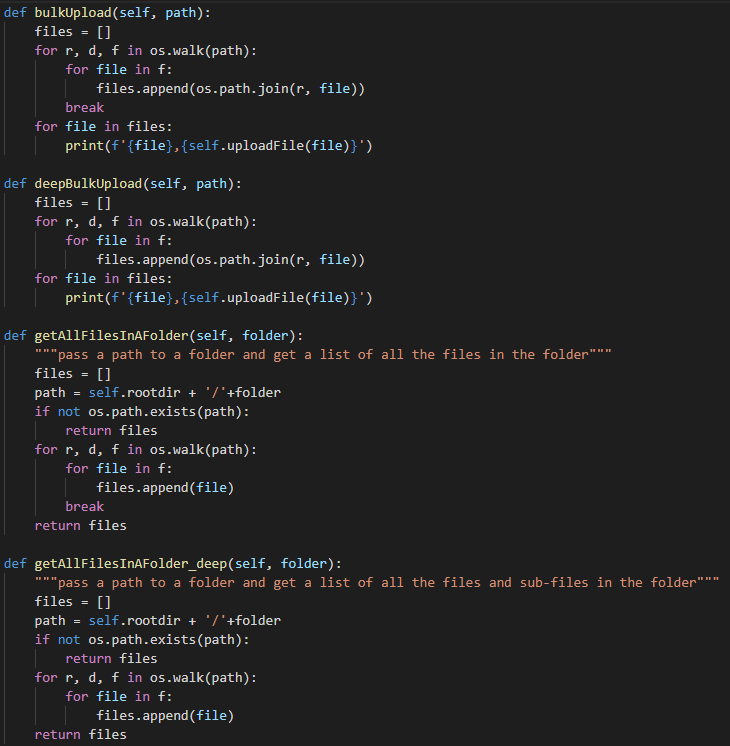 def bulkUpload(self, path):
    files = []
    for r, d, f in os.walk(path):
        for file in f:
            files.append(os.path.join(r, file))
        break
    for file in files:
        print(f'{file},{self.uploadFile(file)}')

def deepBulkUpload(self, path):
    files = []
    for r, d, f in os.walk(path):
        for file in f:
            files.append(os.path.join(r, file))
    for file in files:
        print(f'{file},{self.uploadFile(file)}')

def getAllFilesInAFolder(self, folder):
    """pass a path to a folder and get a list of all the files in the folder"""
    files = []
    path = self.rootdir + '/'+folder
    if not os.path.exists(path):
        return files
    for r, d, f in os.walk(path):
        for file in f:
            files.append(file)
        break
    return files

def getAllFilesInAFolder_deep(self, folder):
    """pass a path to a folder and get a list of all the files and sub-files in the folder"""
    files = []
    path = self.rootdir + '/'+folder
    if not os.path.exists(path):
        return files
    for r, d, f in os.walk(path):
        for file in f:
            files.append(file)
    return files